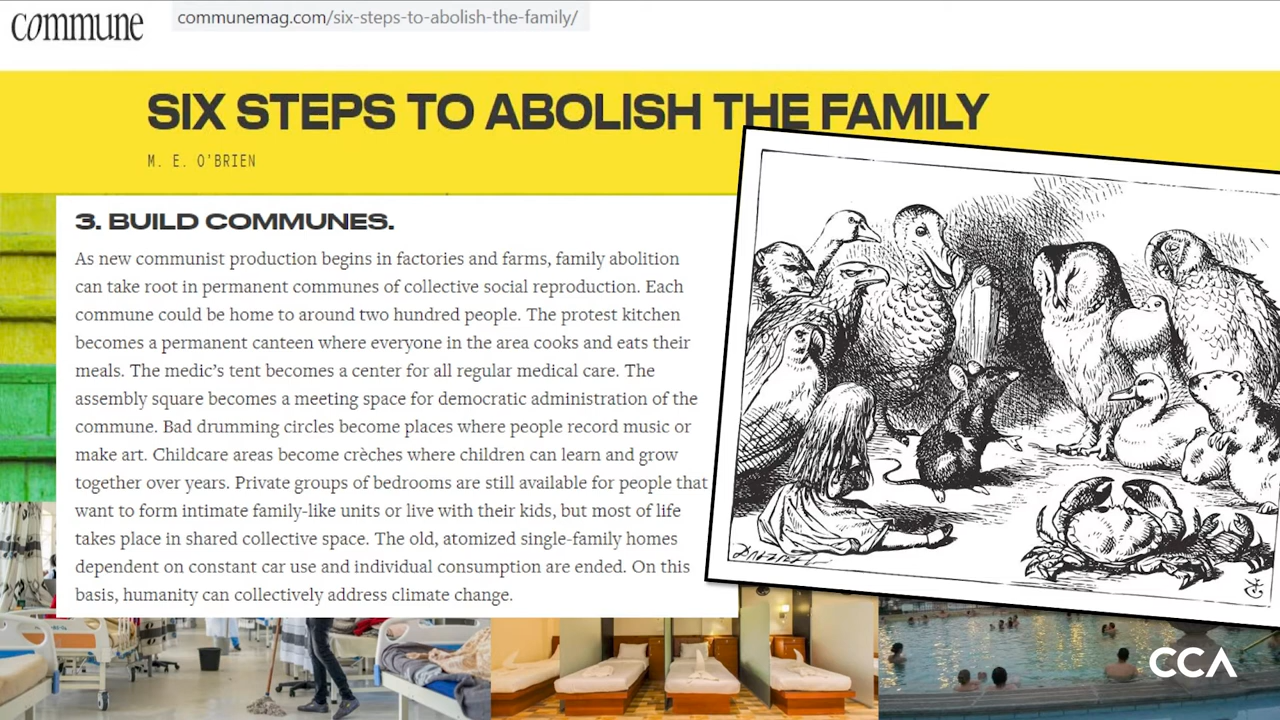 commune
communemag.com/six-steps-to-abolish-the-family/
SIX STEPS TO ABOLISH THE FAMILY
M. E. O'BRIEN
3. BUILD COMMUNES.
As new communist production begins in factories and farms, family abolition
can take root in permanent communes of collective social reproduction. Each
commune could be home to around two hundred people. The protest kitchen
becomes a permanent canteen where everyone in the area cooks and eats their
meals. The medic’s tent becomes a center for all regular medical care. The
assembly square becomes a meeting space for democratic administration of the
commune. Bad drumming circles become places where people record music or
make art. Childcare areas become crèches where children can learn and grow
together over years. Private groups of bedrooms are still available for people that
want to form intimate family-like units or live with their kids, but most of life
takes place in shared collective space. The old, atomized single-family homes
dependent on constant car use and individual consumption are ended. On this
basis, humanity can collectively address climate change.
CCA